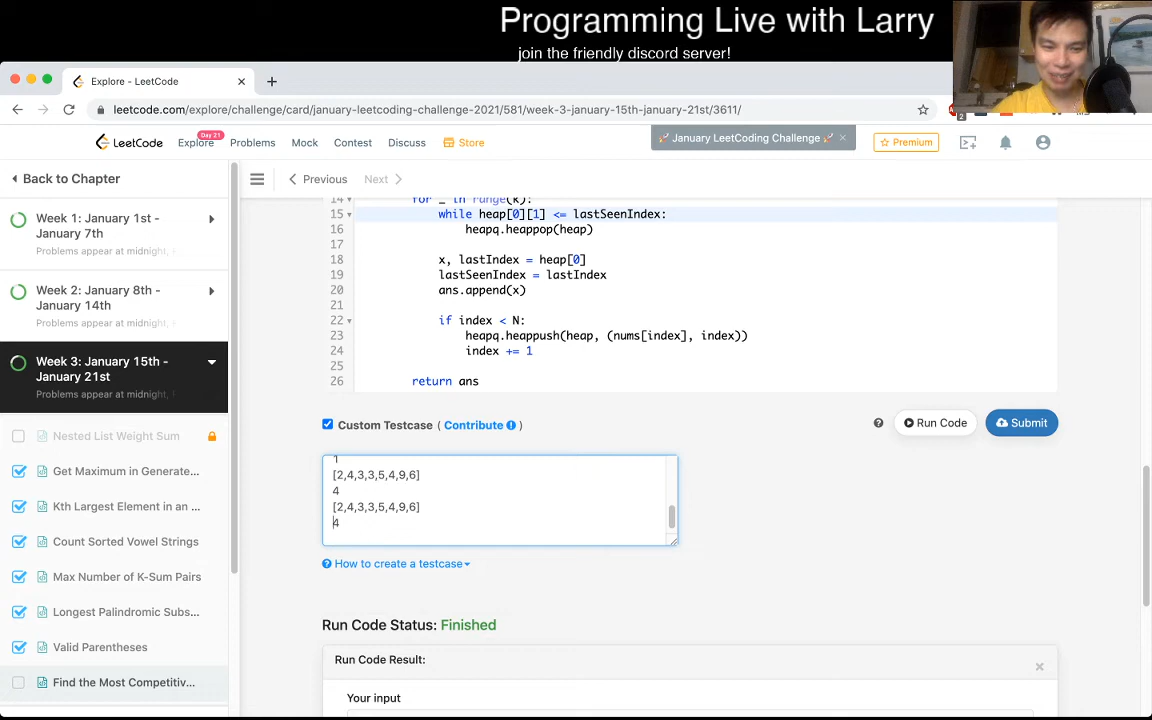 Programming Live with Larry
join the friendly discord server!
Explore - LeetCode
leetcode.com/explore/challenge/card/january-leetcoding-challenge-2021/581/week-3-january-15th-january-21st/3611/
2
LeetCode
Explore
Day 21
Problems
Mock
Contest
Discuss
Store
🚀 January LeetCoding Challenge 🚀
Premium
Back to Chapter
Previous
Next
Week 1: January 1st -
January 7th
Problems appear at midnight,
Week 2: January 8th -
January 14th
Problems appear at midnight,
Week 3: January 15th -
January 21st
Problems appear at midnight,
Nested List Weight Sum
Get Maximum in Generate...
Kth Largest Element in an ...
Count Sorted Vowel Strings
Max Number of K-Sum Pairs
Longest Palindromic Subs...
Valid Parentheses
Find the Most Competitiv...
14 for _ in range(k):
15 while heap[0][1] <= lastSeenIndex:
16 heapq.heappop(heap)
17
18 x, lastIndex = heap[0]
19 lastSeenIndex = lastIndex
20 ans.append(x)
21
22 if index < N:
23 heapq.heappush(heap, (nums[index], index))
24 index += 1
25
26 return ans
Custom Testcase ( Contribute )
Run Code
Submit
1
[2,4,3,3,5,4,9,6]
4
[2,4,3,3,5,4,9,6]
4
How to create a testcase
Run Code Status: Finished
Run Code Result:
Your input